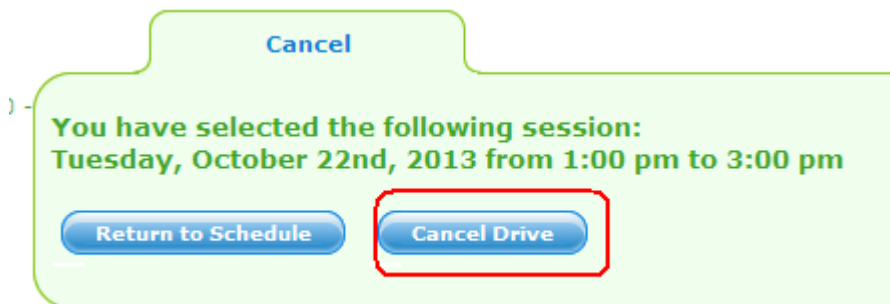 Cancel
You have selected the following session:
Tuesday, October 22nd, 2013 from 1:00 pm to 3:00 pm
Return to Schedule
Cancel Drive